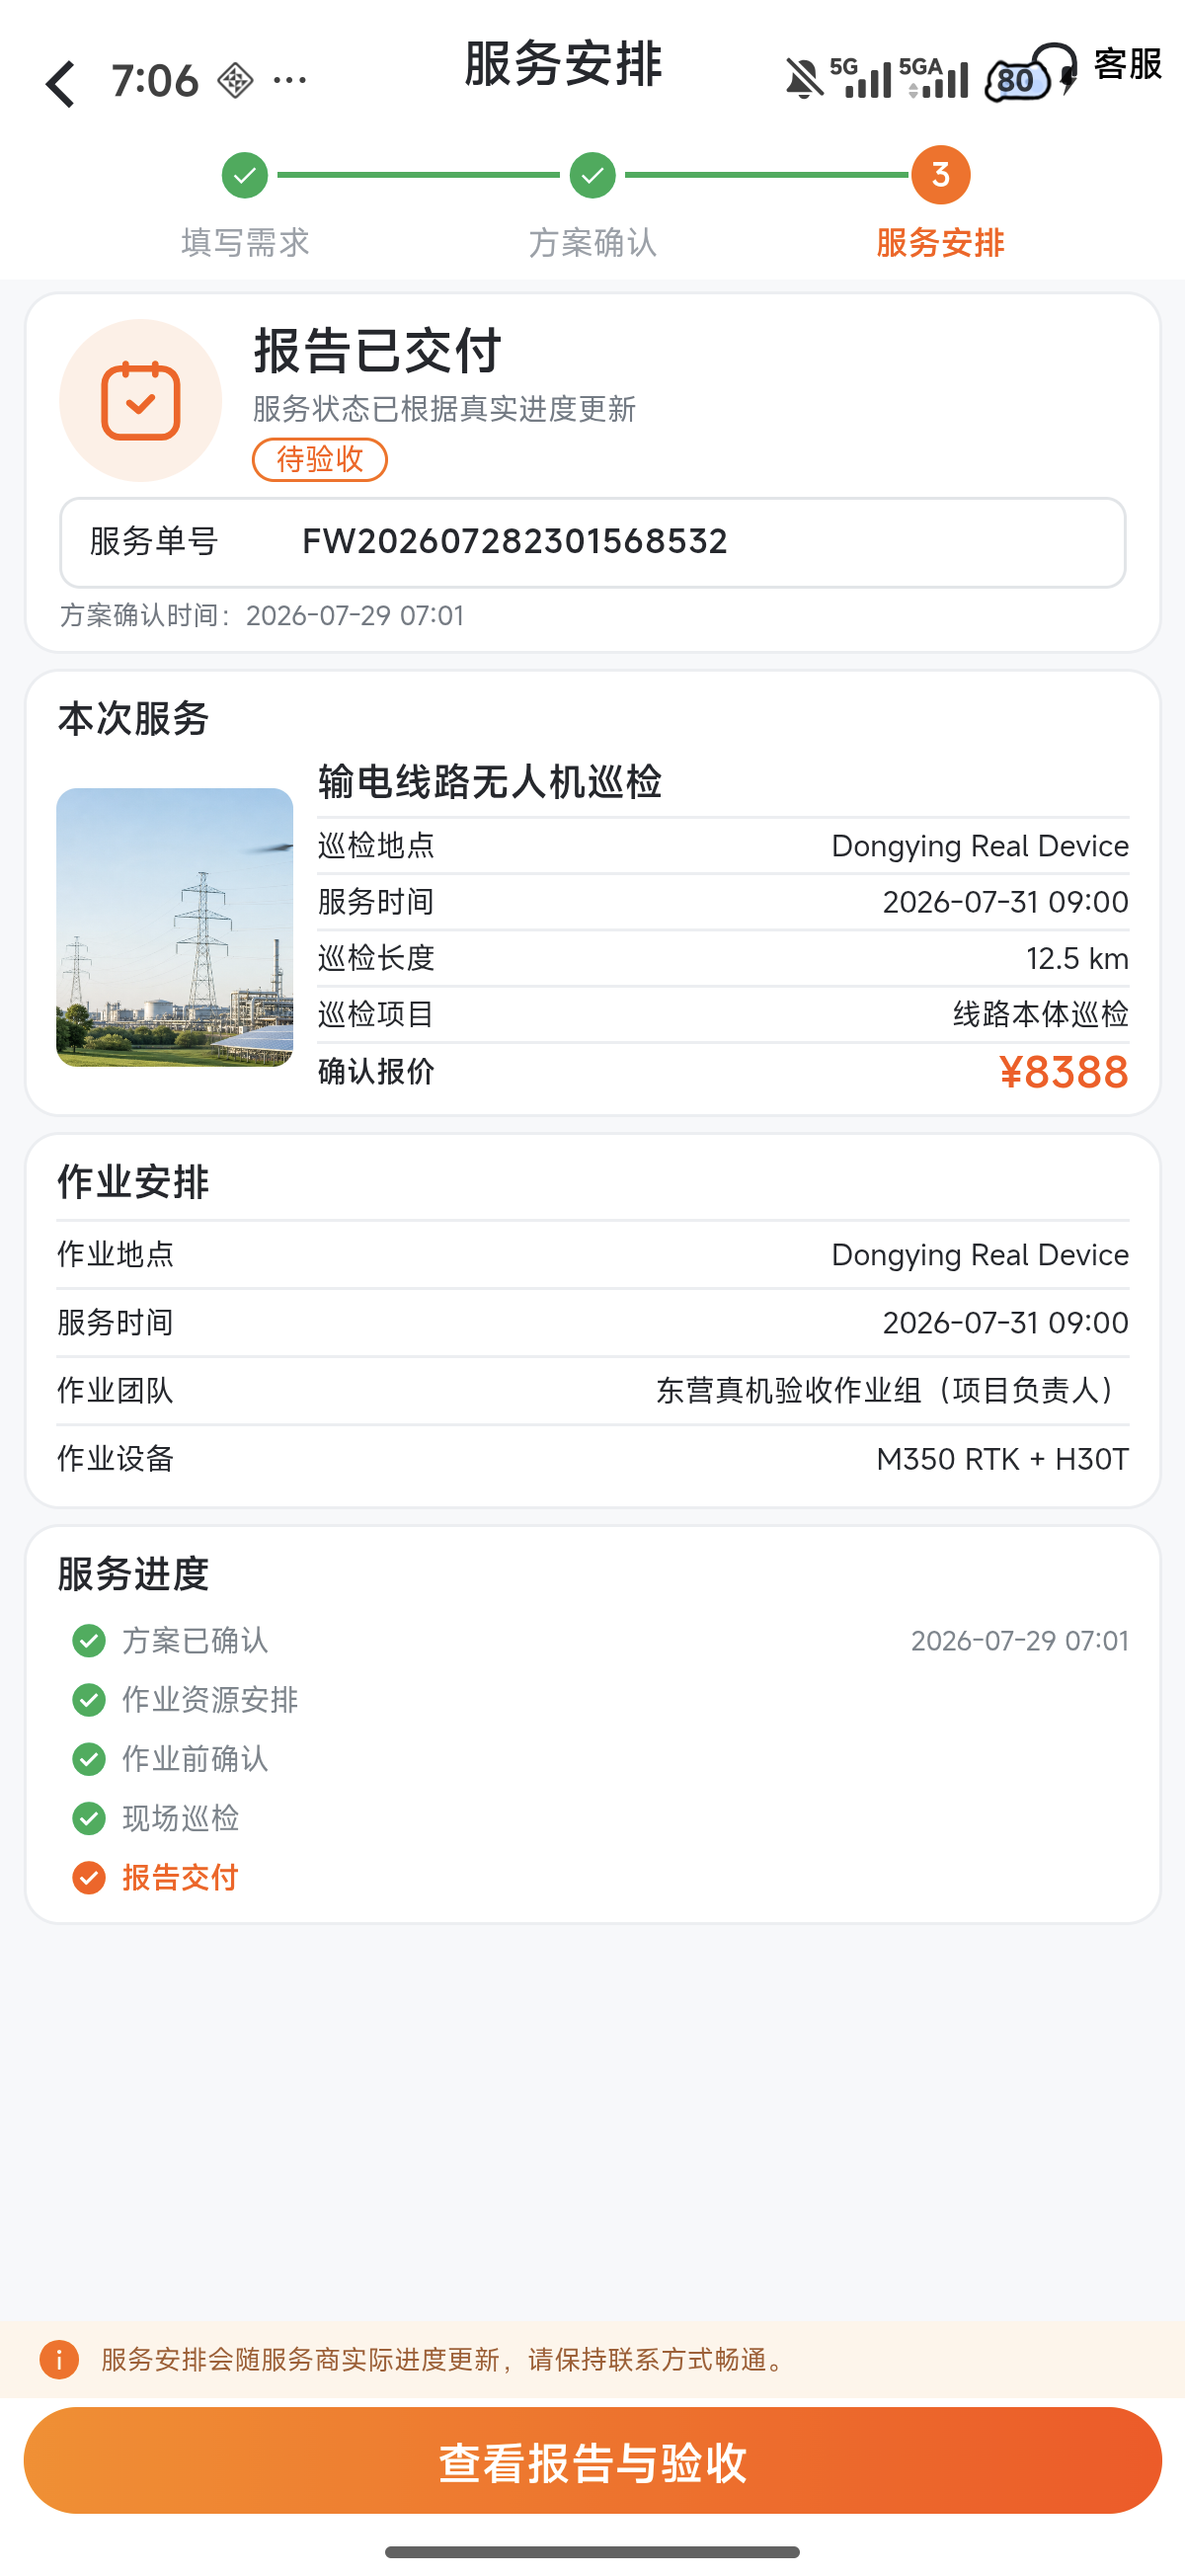 7:06 ...
服务安排
5G 5GA 80 客服
3
填写需求 方案确认 服务安排
报告已交付
服务状态已根据真实进度更新
待验收
服务单号 FW202607282301568532
方案确认时间：2026-07-29 07:01
本次服务
输电线路无人机巡检
巡检地点 Dongying Real Device
服务时间 2026-07-31 09:00
巡检长度 12.5 km
巡检项目 线路本体巡检
确认报价 ¥8388
作业安排
作业地点 Dongying Real Device
服务时间 2026-07-31 09:00
作业团队 东营真机验收作业组（项目负责人）
作业设备 M350 RTK + H30T
服务进度
方案已确认 2026-07-29 07:01
作业资源安排
作业前确认
现场巡检
报告交付
服务安排会随服务商实际进度更新，请保持联系方式畅通。
查看报告与验收